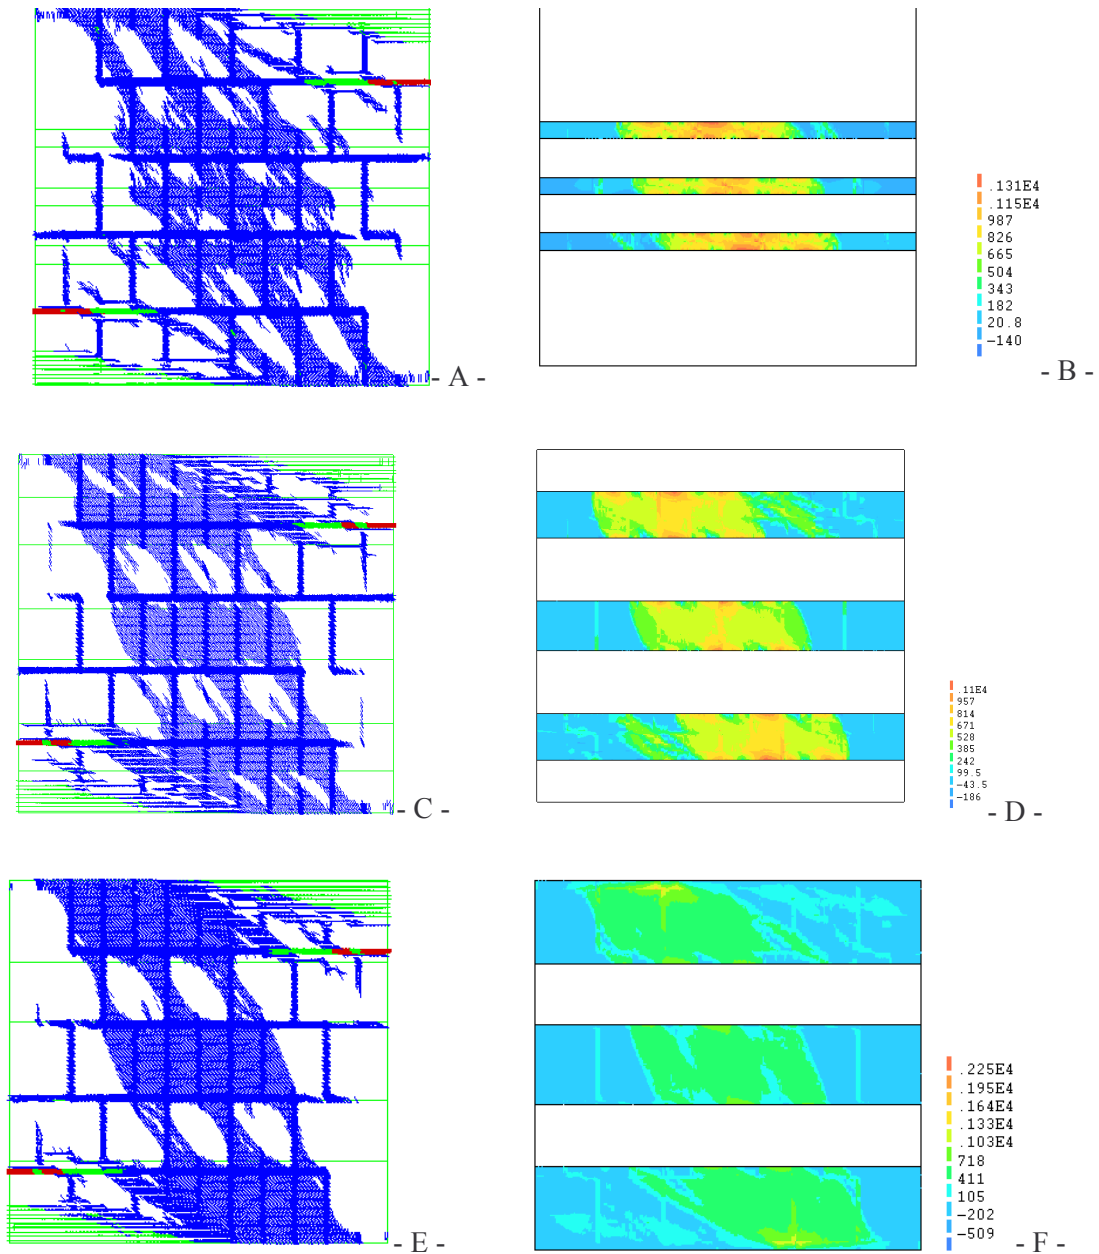 .131E4
.115E4
987
826
665
504
343
182
20.8
-140
- A -
- B -
.11E4
957
814
671
528
385
242
99.5
-43.5
-186
- C -
- D -
.225E4
.195E4
.164E4
.133E4
.103E4
718
411
105
-202
-509
- E -
- F -